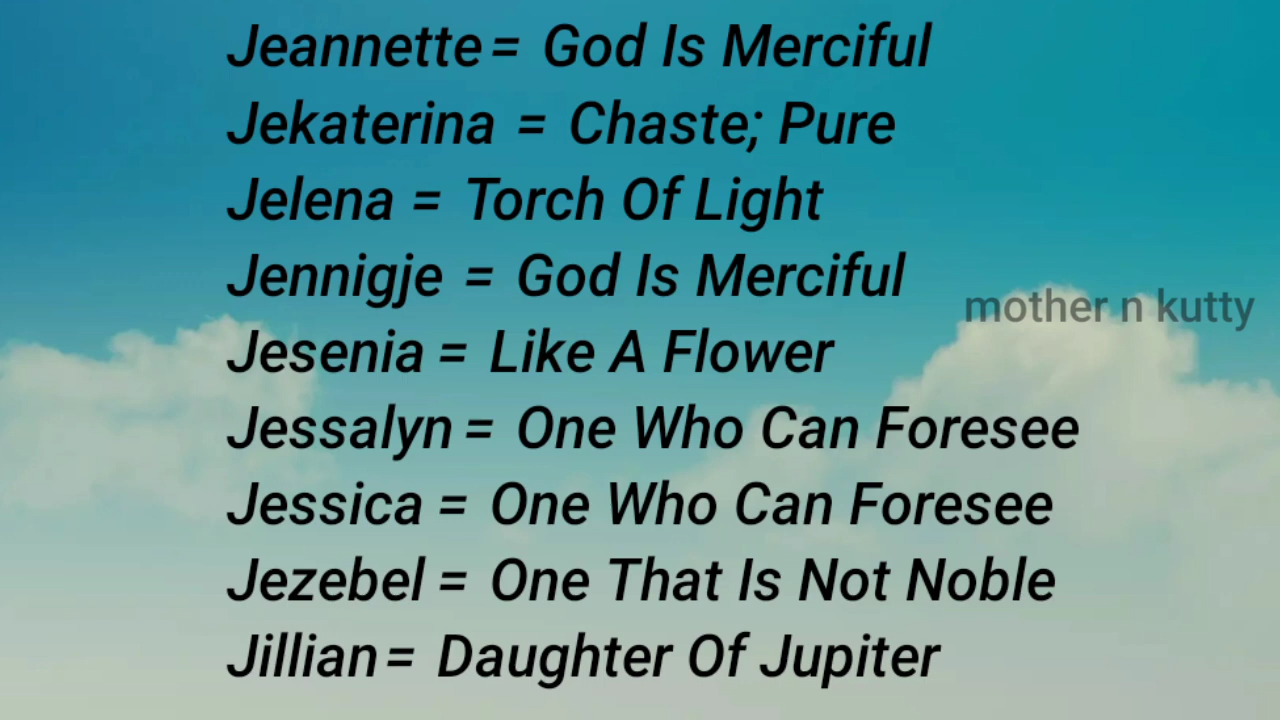 Jeannette = God Is Merciful
Jekaterina = Chaste; Pure
Jelena = Torch Of Light
Jennigje = God Is Merciful
mother n kutty
Jesenia = Like A Flower
Jessalyn = One Who Can Foresee
Jessica = One Who Can Foresee
Jezebel = One That Is Not Noble
Jillian = Daughter Of Jupiter